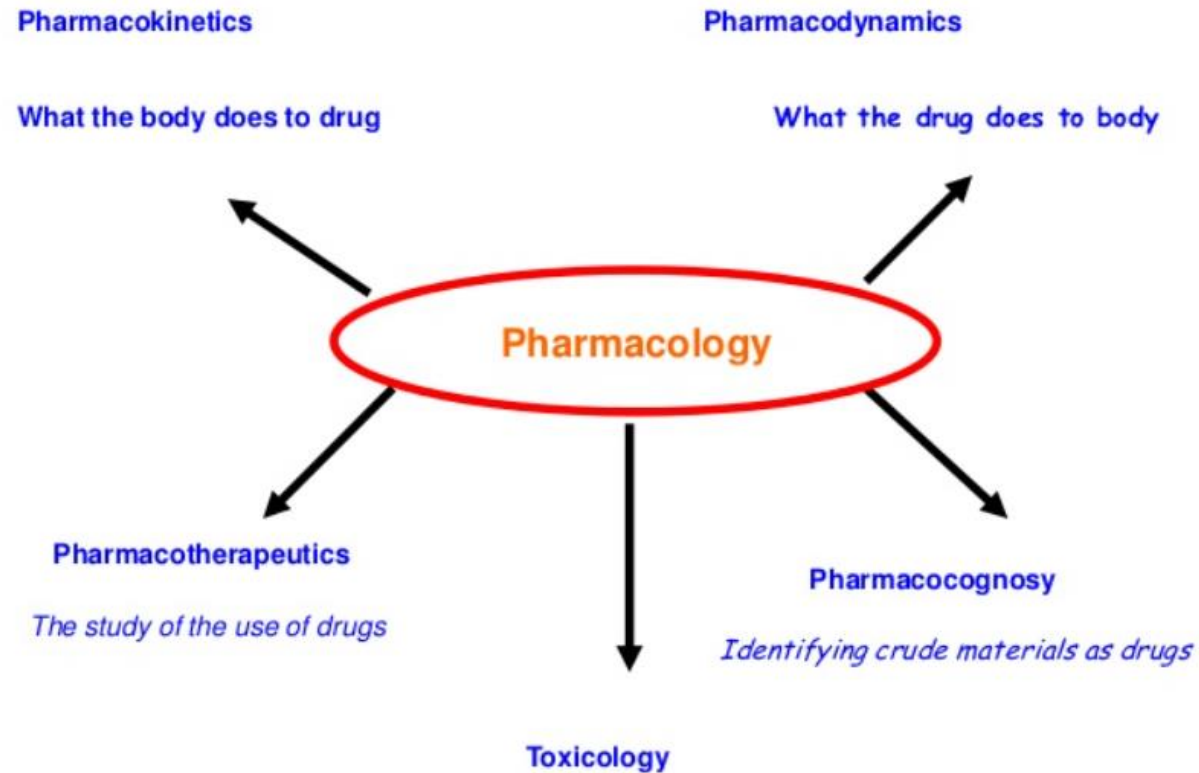 Pharmacokinetics
Pharmacodynamics
What the body does to drug
What the drug does to body
Pharmacology
Pharmacotherapeutics
Pharmacocognosy
The study of the use of drugs
Identifying crude materials as drugs
Toxicology